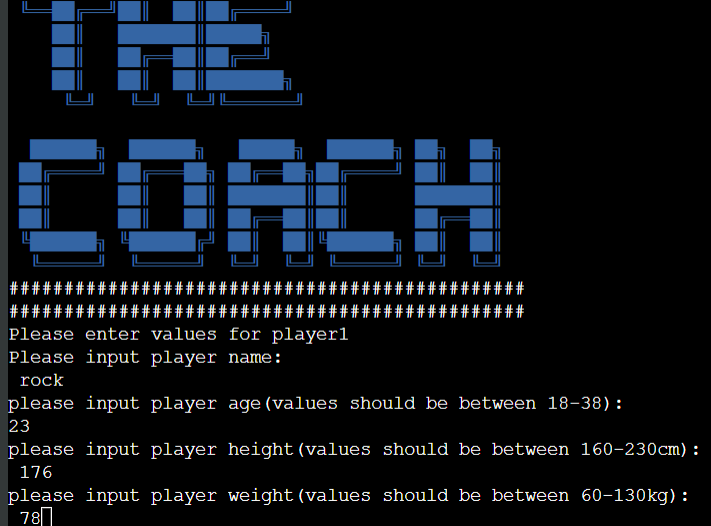 THE
COACH
###############################################
###############################################
Please enter values for player1
Please input player name:
rock
please input player age(values should be between 18-38):
23
please input player height(values should be between 160-230cm):
176
please input player weight(values should be between 60-130kg):
78